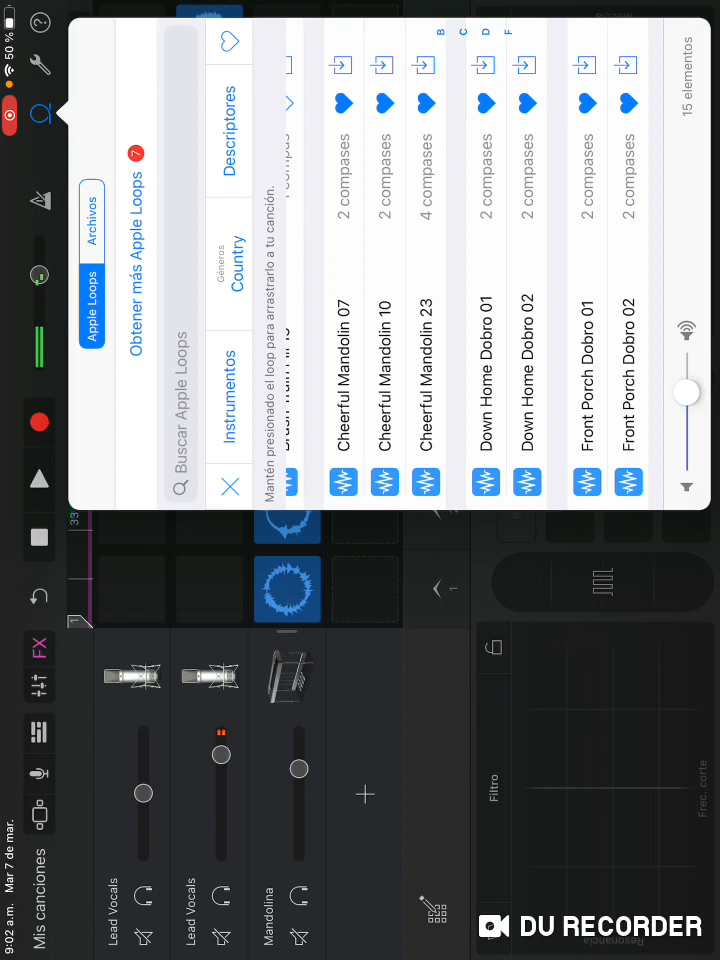 9:02 a.m. Mar 7 de mar.
50 %
Mis canciones
FX
Apple Loops
Archivos
Obtener más Apple Loops
7
Buscar Apple Loops
Instrumentos
Géneros
Country
Descriptores
Mantén presionado el loop para arrastrarlo a tu canción.
Cheerful Mandolin 07
2 compases
Cheerful Mandolin 10
2 compases
Cheerful Mandolin 23
4 compases
Down Home Dobro 01
2 compases
Down Home Dobro 02
2 compases
Front Porch Dobro 01
2 compases
Front Porch Dobro 02
2 compases
B
C
D
F
15 elementos
1
33
Lead Vocals
Lead Vocals
Mandolina
1
Filtro
Frec. corte
Resonancia
DU RECORDER